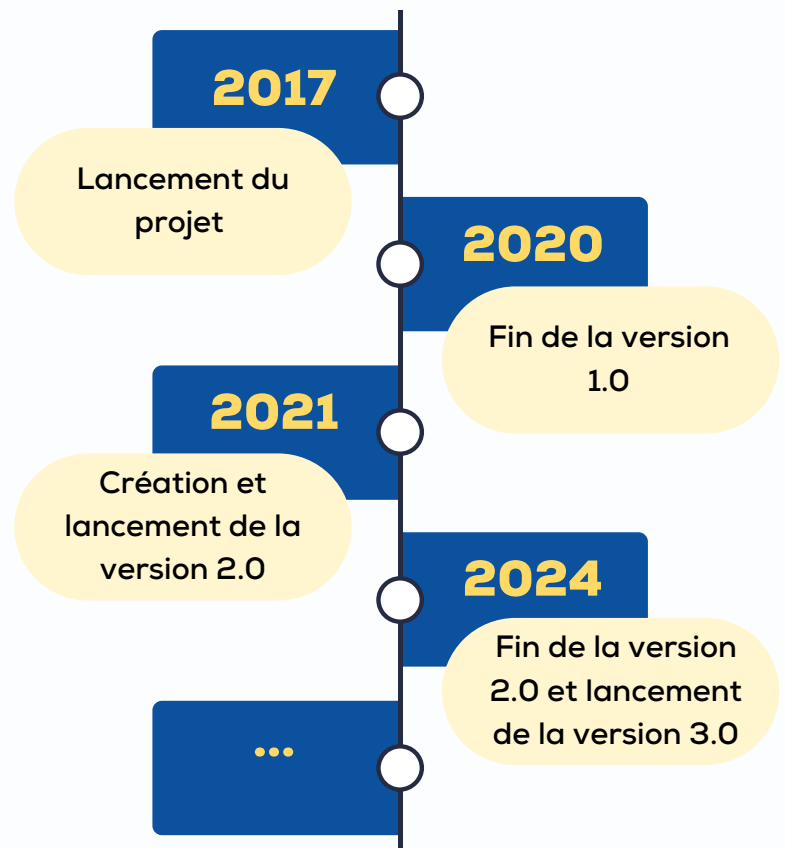 2017
Lancement du
projet
2020
Fin de la version
1.0
2021
Création et
lancement de la
version 2.0
2024
Fin de la version
2.0 et lancement
de la version 3.0
...